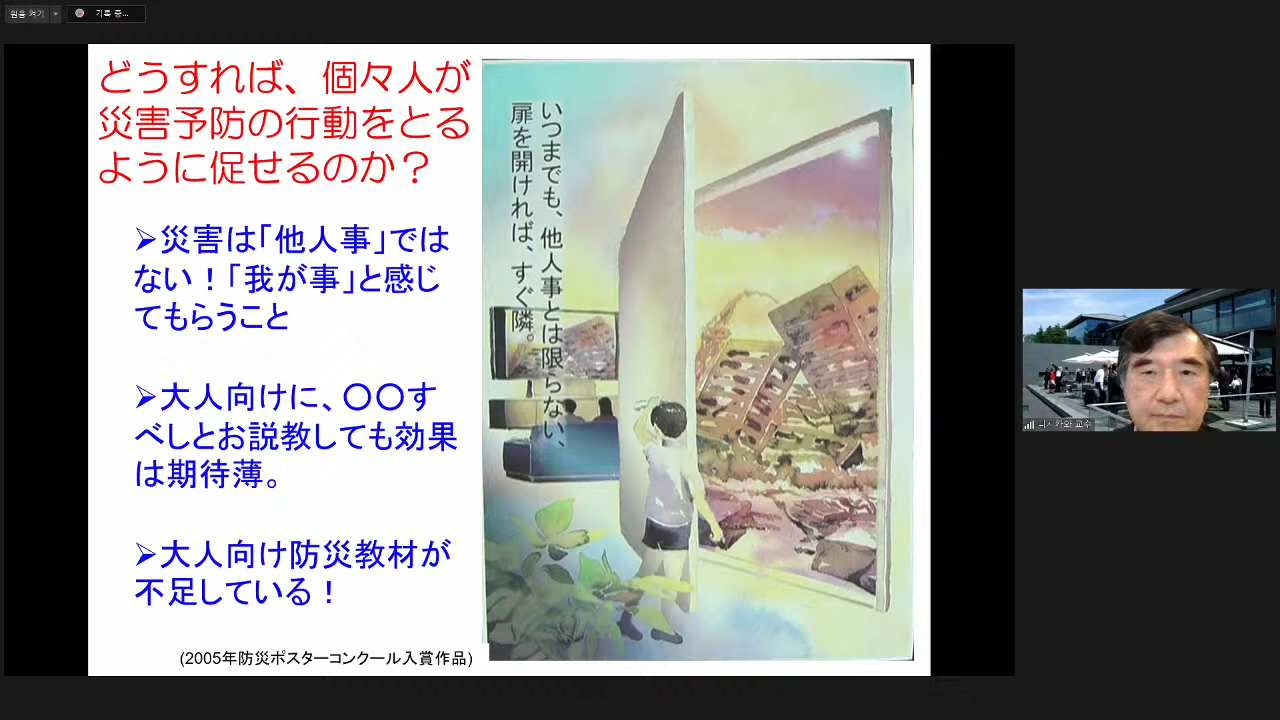 기록 중...
どうすれば、個々人が
災害予防の行動をとる
ように促せるのか？
➢災害は「他人事」では
ない！「我が事」と感じ
てもらうこと
➢大人向けに、〇〇す
べしとお説教しても効果
は期待薄。
➢大人向け防災教材が
不足している！
(2005年防災ポスターコンクール入賞作品)
いつまでも、他人事とは限らない、
扉を開ければ、すぐ隣。
교수